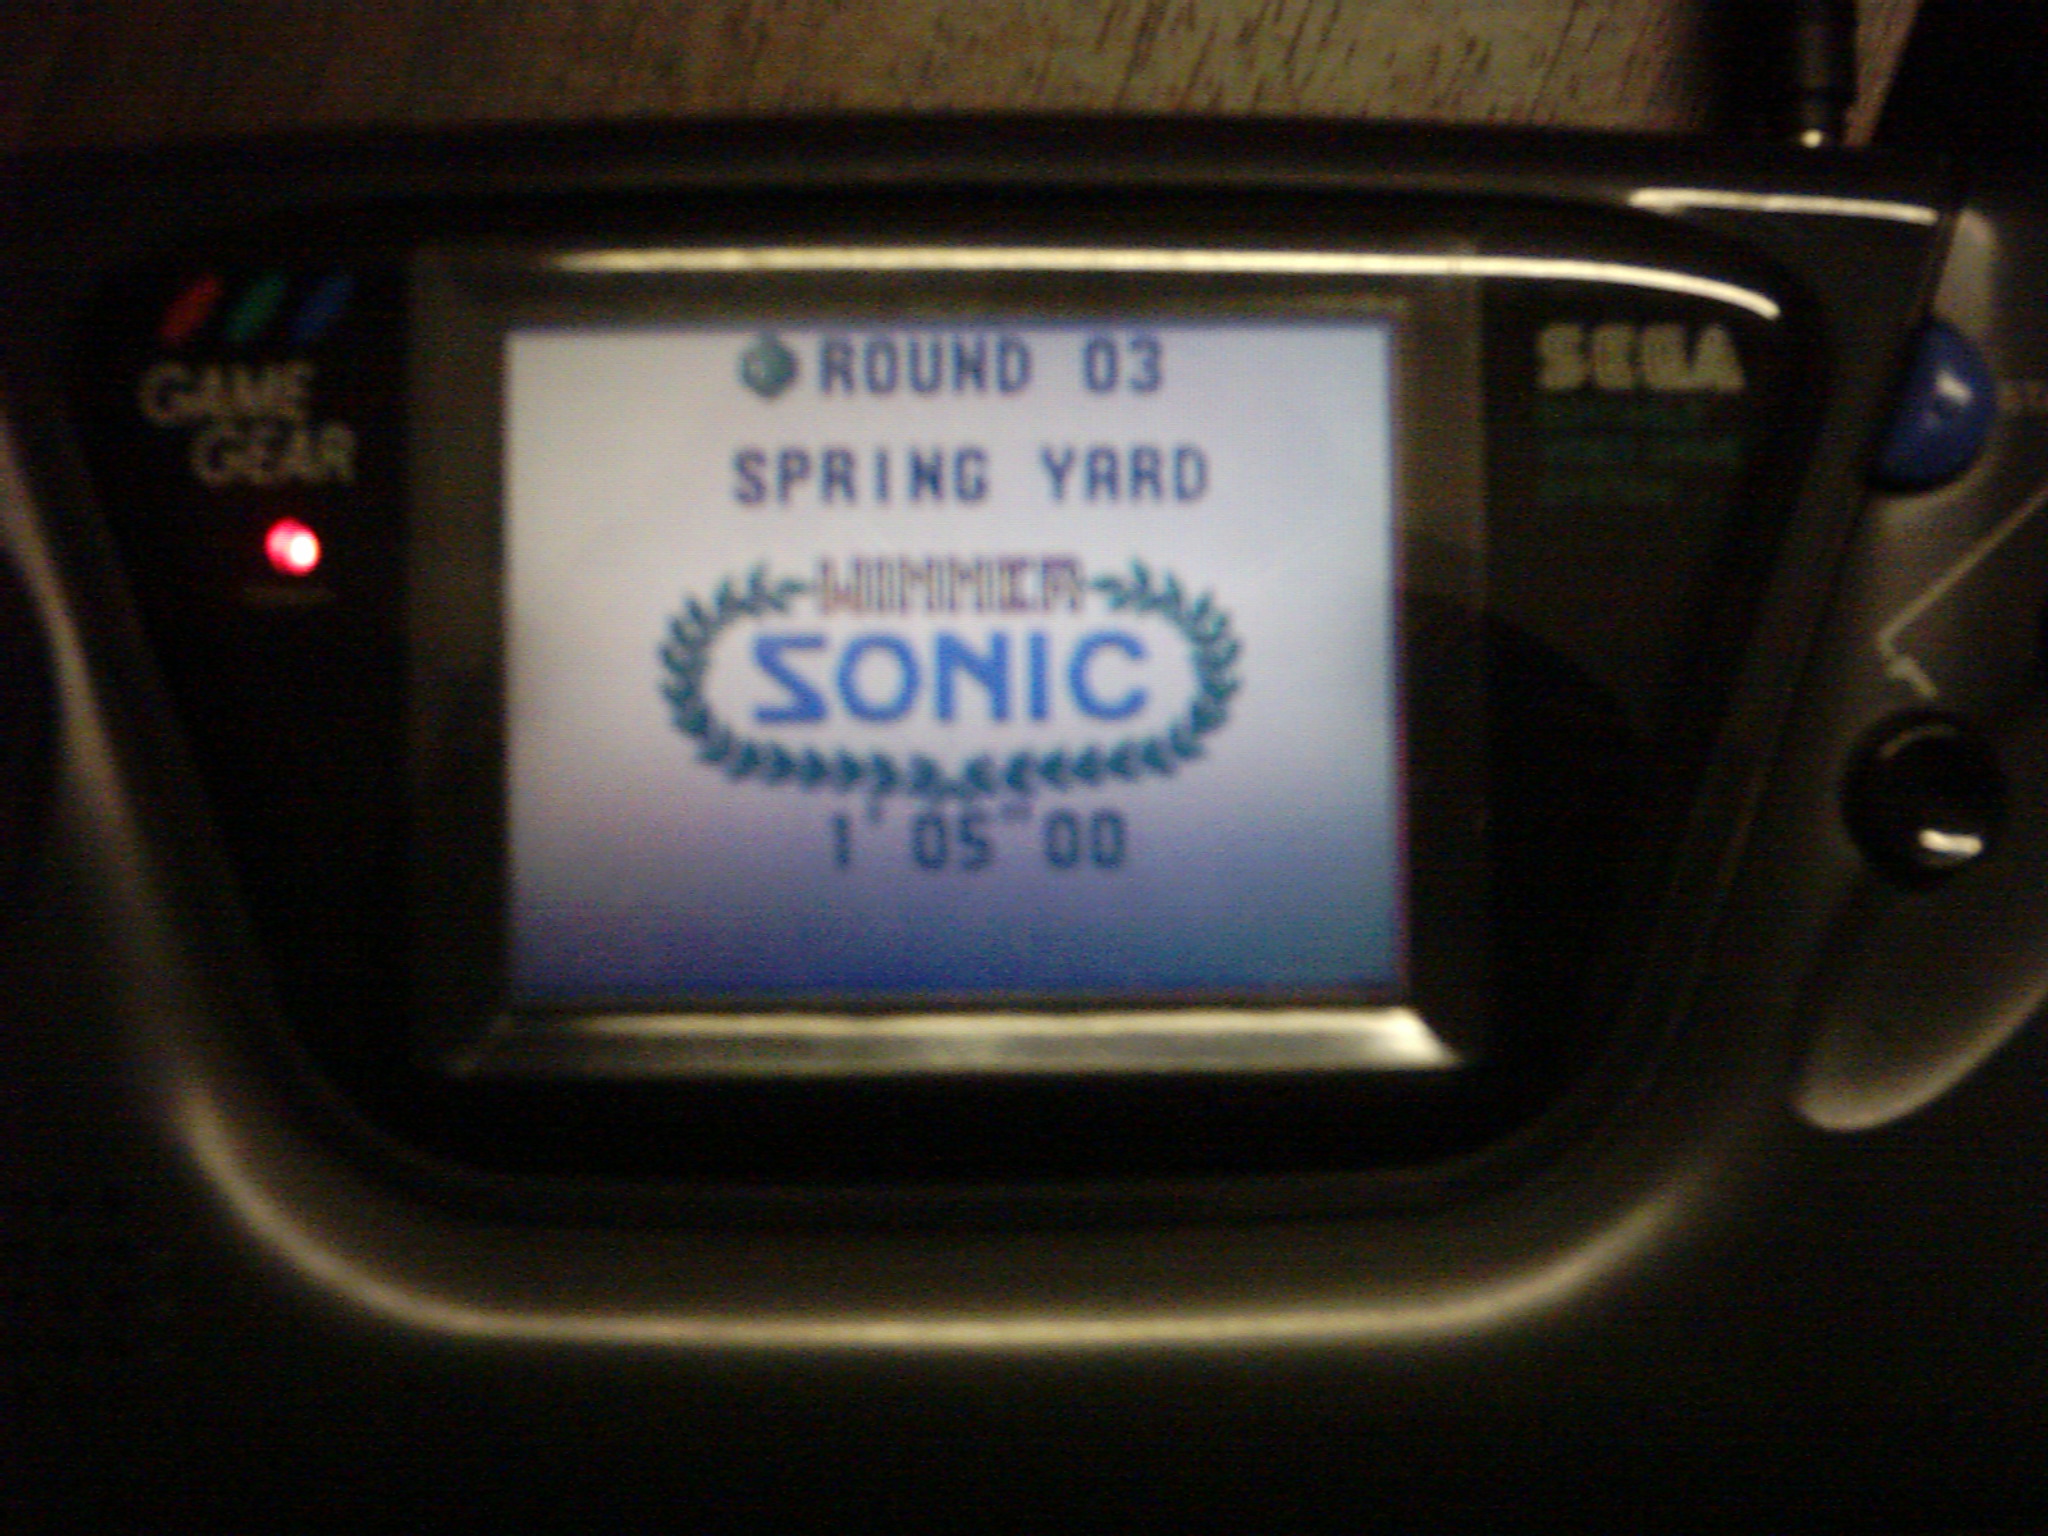 GAME
GEAR
SEGA
ROUND 03
SPRING YARD
WINNER
SONIC
1'05"00